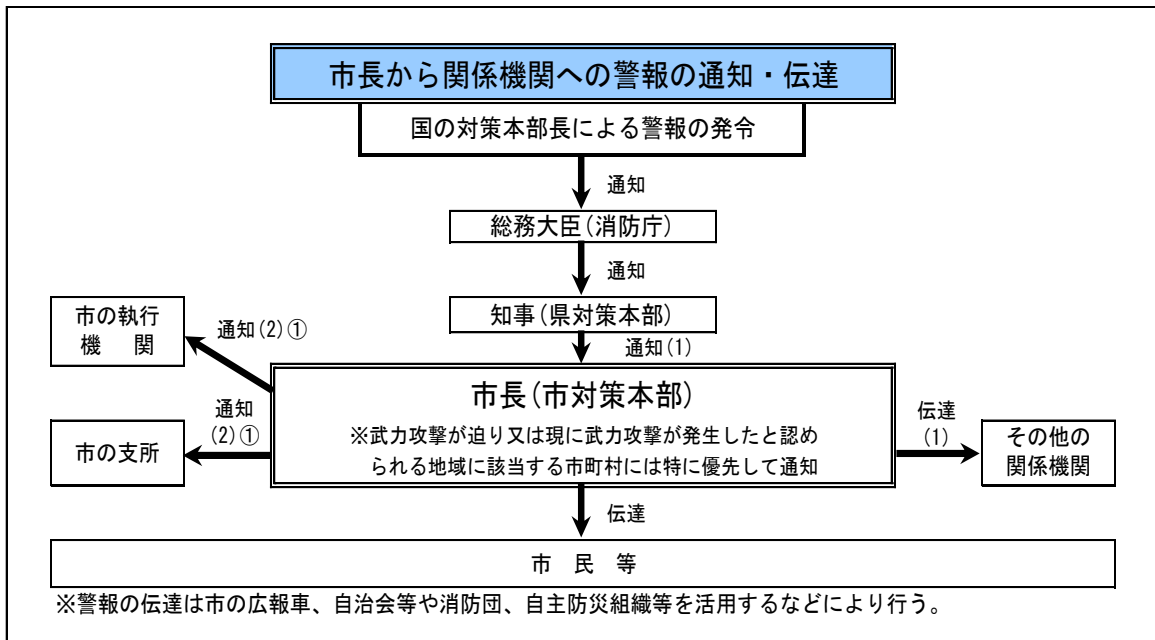 市長から関係機関への警報の通知・伝達
国の対策本部長による警報の発令
通知
総務大臣(消防庁)
通知
知事(県対策本部)
通知(1)
市の執行
機　関
通知(2)①
市長(市対策本部)
※武力攻撃が迫り又は現に武力攻撃が発生したと認め
られる地域に該当する市町村には特に優先して通知
通知
(2)①
市の支所
伝達
(1)
その他の
関係機関
伝達
市　民　等
※警報の伝達は市の広報車、自治会等や消防団、自主防災組織等を活用するなどにより行う。